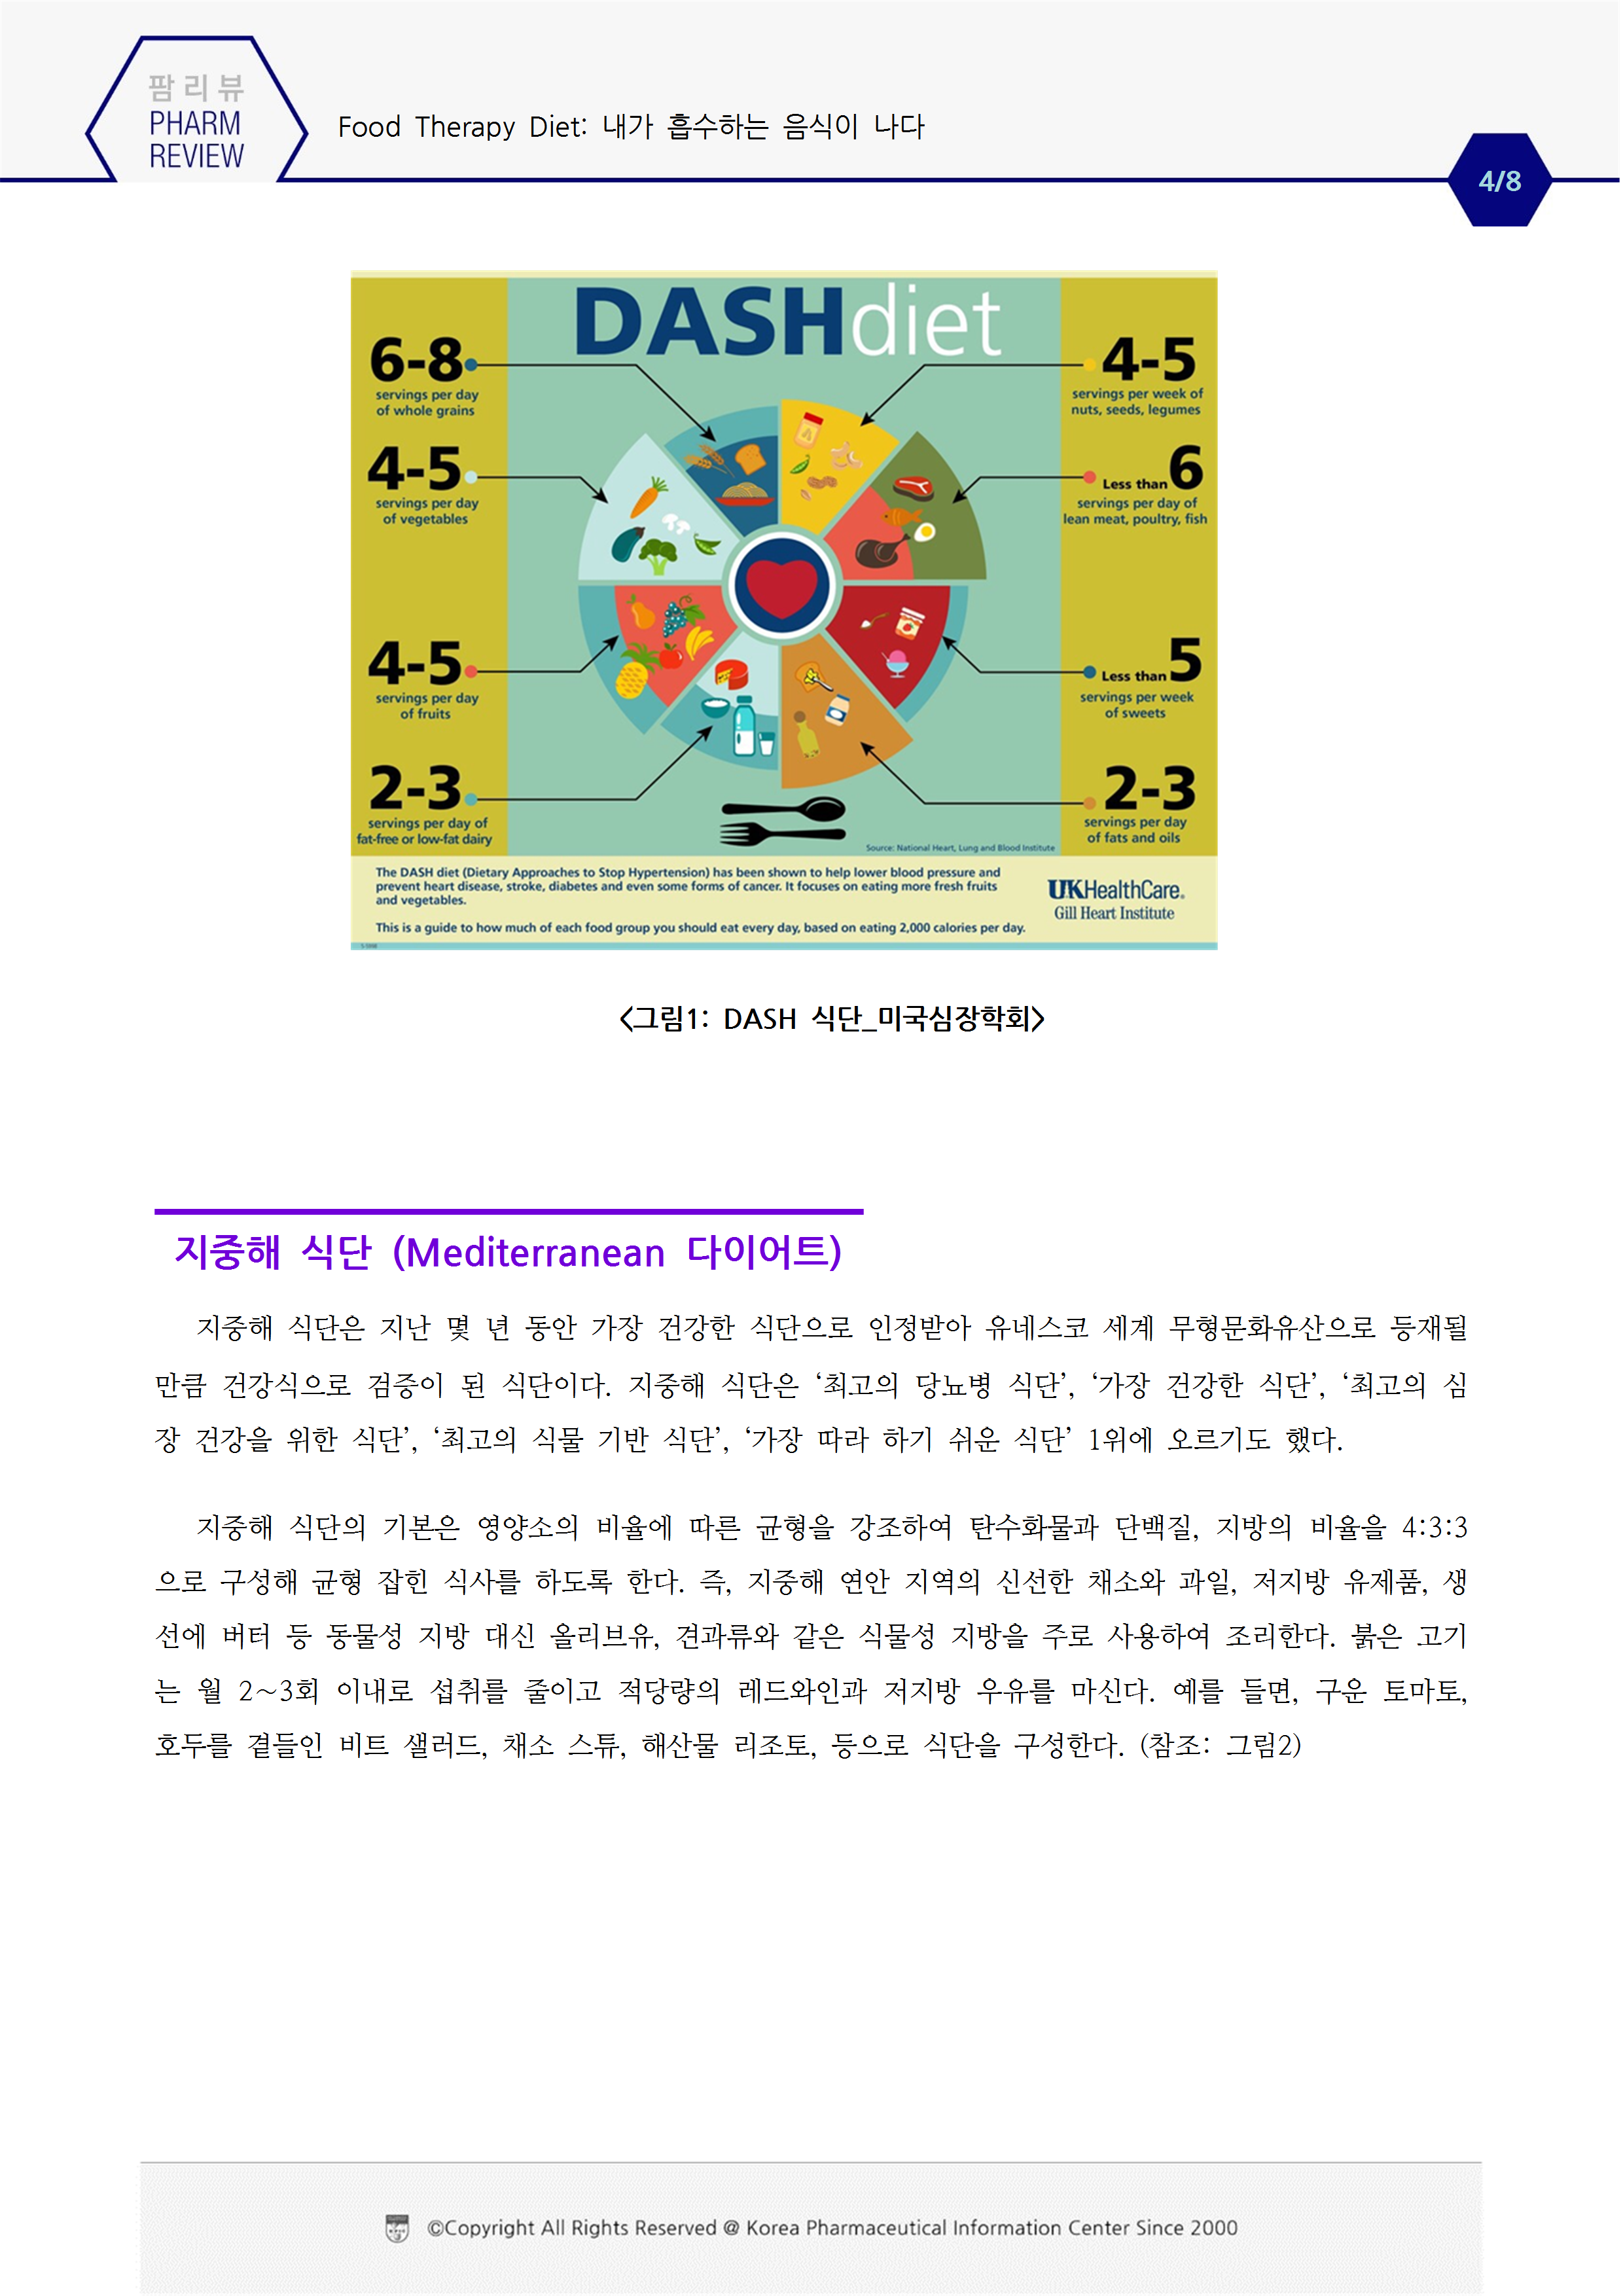 팜 리 뷰
PHARM
REVIEW
Food Therapy Diet: 내가 흡수하는 음식이 나다
4/8
DASHdiet
6-8
servings per day
of whole grains
4-5
servings per day
of vegetables
4-5
servings per day
of fruits
2-3
servings per day of
fat-free or low-fat dairy
4-5
servings per week of
nuts, seeds, legumes
Less than 6
servings per day of
lean meat, poultry, fish
Less than 5
servings per week
of sweets
2-3
servings per day
of fats and oils
Source: National Heart, Lung and Blood Institute
The DASH diet (Dietary Approaches to Stop Hypertension) has been shown to help lower blood pressure and
prevent heart disease, stroke, diabetes and even some forms of cancer. It focuses on eating more fresh fruits
and vegetables.
This is a guide to how much of each food group you should eat every day, based on eating 2,000 calories per day.
UKHealthCare.
Gill Heart Institute
<그림1: DASH 식단_미국심장학회>
지중해 식단 (Mediterranean 다이어트)
지중해 식단은 지난 몇 년 동안 가장 건강한 식단으로 인정받아 유네스코 세계 무형문화유산으로 등재될
만큼 건강식으로 검증이 된 식단이다. 지중해 식단은 ‘최고의 당뇨병 식단’, ‘가장 건강한 식단’, ‘최고의 심
장 건강을 위한 식단’, ‘최고의 식물 기반 식단’, ‘가장 따라 하기 쉬운 식단’ 1위에 오르기도 했다.
지중해 식단의 기본은 영양소의 비율에 따른 균형을 강조하여 탄수화물과 단백질, 지방의 비율을 4:3:3
으로 구성해 균형 잡힌 식사를 하도록 한다. 즉, 지중해 연안 지역의 신선한 채소와 과일, 저지방 유제품, 생
선에 버터 등 동물성 지방 대신 올리브유, 견과류와 같은 식물성 지방을 주로 사용하여 조리한다. 붉은 고기
는 월 2~3회 이내로 섭취를 줄이고 적당량의 레드와인과 저지방 우유를 마신다. 예를 들면, 구운 토마토,
호두를 곁들인 비트 샐러드, 채소 스튜, 해산물 리조토, 등으로 식단을 구성한다. (참조: 그림2)
©Copyright All Rights Reserved @ Korea Pharmaceutical Information Center Since 2000